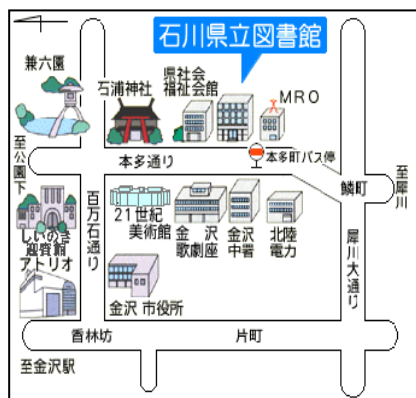 石川県立図書館
兼六園
石浦神社
県社会
福祉会館
MRO
至公園下
本多通り
本多町バス停
鱗町
至犀川
百万石通り
21世紀
美術館
金沢
歌劇座
金沢
中署
北陸
電力
犀川大通り
しいのき
迎賓館
アトリオ
金沢市役所
香林坊
片町
至金沢駅